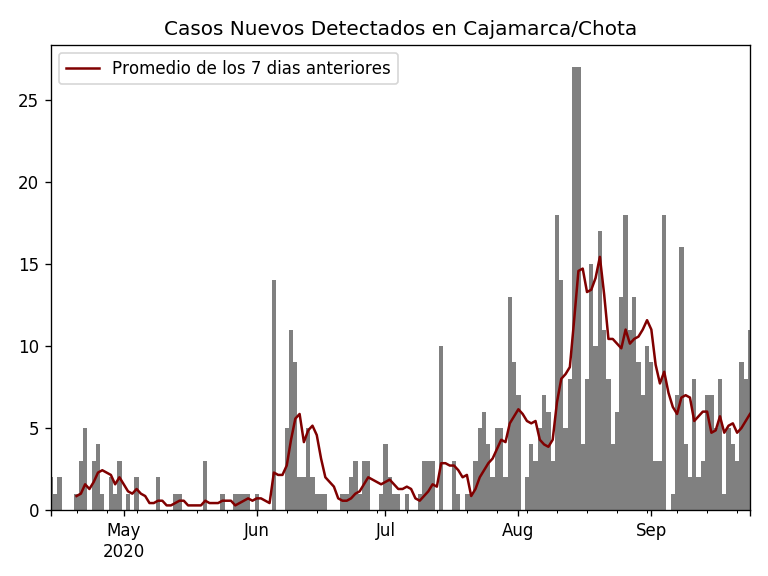 Casos Nuevos Detectados en Cajamarca/Chota
Promedio de los 7 dias anteriores
25
20
15
10
5
0
May
2020
Jun
Jul
Aug
Sep